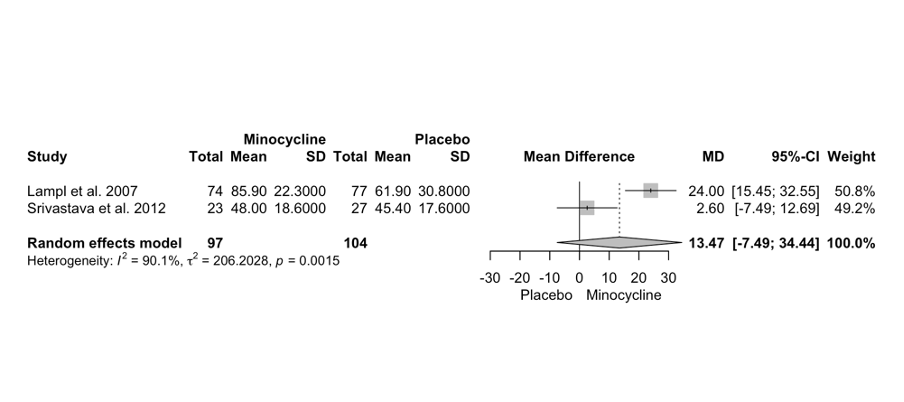 Minocycline Placebo
Study Total Mean SD Total Mean SD Mean Difference MD 95%-CI Weight
Lampl et al. 2007 74 85.90 22.3000 77 61.90 30.8000 24.00 [15.45; 32.55] 50.8%
Srivastava et al. 2012 23 48.00 18.6000 27 45.40 17.6000 2.60 [-7.49; 12.69] 49.2%
Random effects model 97 104 13.47 [-7.49; 34.44] 100.0%
Heterogeneity: I² = 90.1%, τ² = 206.2028, p = 0.0015
-30 -20 -10 0 10 20 30
Placebo Minocycline